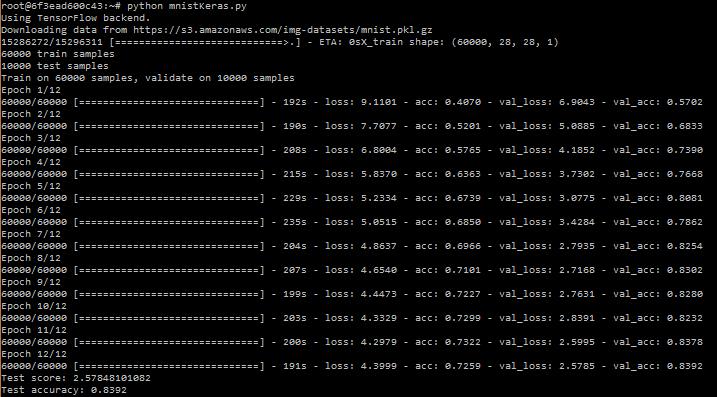 root@6f3ead600c43:~# python mnistKeras.py
Using TensorFlow backend.
Downloading data from https://s3.amazonaws.com/img-datasets/mnist.pkl.gz
15286272/15296311 [============================>.] - ETA: 0sX_train shape: (60000, 28, 28, 1)
60000 train samples
10000 test samples
Train on 60000 samples, validate on 10000 samples
Epoch 1/12
60000/60000 [==============================] - 192s - loss: 9.1101 - acc: 0.4070 - val_loss: 6.9043 - val_acc: 0.5702
Epoch 2/12
60000/60000 [==============================] - 190s - loss: 7.7077 - acc: 0.5201 - val_loss: 5.0885 - val_acc: 0.6833
Epoch 3/12
60000/60000 [==============================] - 208s - loss: 6.8004 - acc: 0.5765 - val_loss: 4.1852 - val_acc: 0.7390
Epoch 4/12
60000/60000 [==============================] - 215s - loss: 5.8370 - acc: 0.6363 - val_loss: 3.7302 - val_acc: 0.7668
Epoch 5/12
60000/60000 [==============================] - 229s - loss: 5.2334 - acc: 0.6739 - val_loss: 3.0775 - val_acc: 0.8081
Epoch 6/12
60000/60000 [==============================] - 235s - loss: 5.0515 - acc: 0.6850 - val_loss: 3.4284 - val_acc: 0.7862
Epoch 7/12
60000/60000 [==============================] - 204s - loss: 4.8637 - acc: 0.6966 - val_loss: 2.7935 - val_acc: 0.8254
Epoch 8/12
60000/60000 [==============================] - 207s - loss: 4.6540 - acc: 0.7101 - val_loss: 2.7168 - val_acc: 0.8302
Epoch 9/12
60000/60000 [==============================] - 199s - loss: 4.4473 - acc: 0.7227 - val_loss: 2.7631 - val_acc: 0.8280
Epoch 10/12
60000/60000 [==============================] - 203s - loss: 4.3329 - acc: 0.7299 - val_loss: 2.8391 - val_acc: 0.8232
Epoch 11/12
60000/60000 [==============================] - 200s - loss: 4.2979 - acc: 0.7322 - val_loss: 2.5995 - val_acc: 0.8378
Epoch 12/12
60000/60000 [==============================] - 191s - loss: 4.3999 - acc: 0.7259 - val_loss: 2.5785 - val_acc: 0.8392
Test score: 2.57848101082
Test accuracy: 0.8392